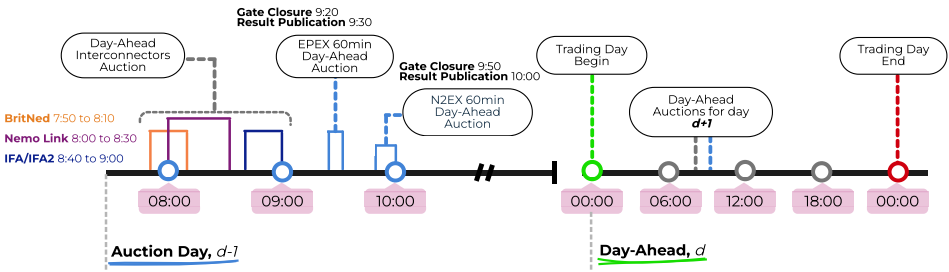 Gate Closure 9:20
Result Publication 9:30
Day-Ahead
Interconnectors
Auction
EPEX 60min
Day-Ahead
Auction
Gate Closure 9:50
Result Publication 10:00
N2EX 60min
Day-Ahead
Auction
Trading Day
Begin
Day-Ahead
Auctions for day
d+1
Trading Day
End
BritNed 7:50 to 8:10
Nemo Link 8:00 to 8:30
IFA/IFA2 8:40 to 9:00
08:00
09:00
10:00
00:00
06:00
12:00
18:00
00:00
Auction Day, d-1
Day-Ahead, d